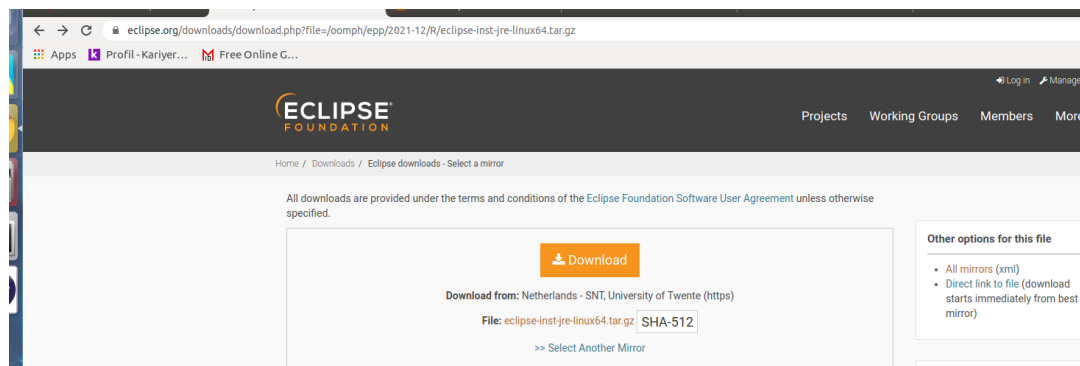 eclipse.org/downloads/download.php?file=/oomph/epp/2021-12/R/eclipse-inst-jre-linux64.tar.gz
Apps Profil - Kariyer... Free Online G...
Log in Manage
ECLIPSE
FOUNDATION
Projects Working Groups Members More
Home / Downloads / Eclipse downloads - Select a mirror
All downloads are provided under the terms and conditions of the Eclipse Foundation Software User Agreement unless otherwise
specified.
Download
Download from: Netherlands - SNT, University of Twente (https)
File: eclipse-inst-jre-linux64.tar.gz SHA-512
>> Select Another Mirror
Other options for this file
All mirrors (xml)
Direct link to file (download
starts immediately from best
mirror)